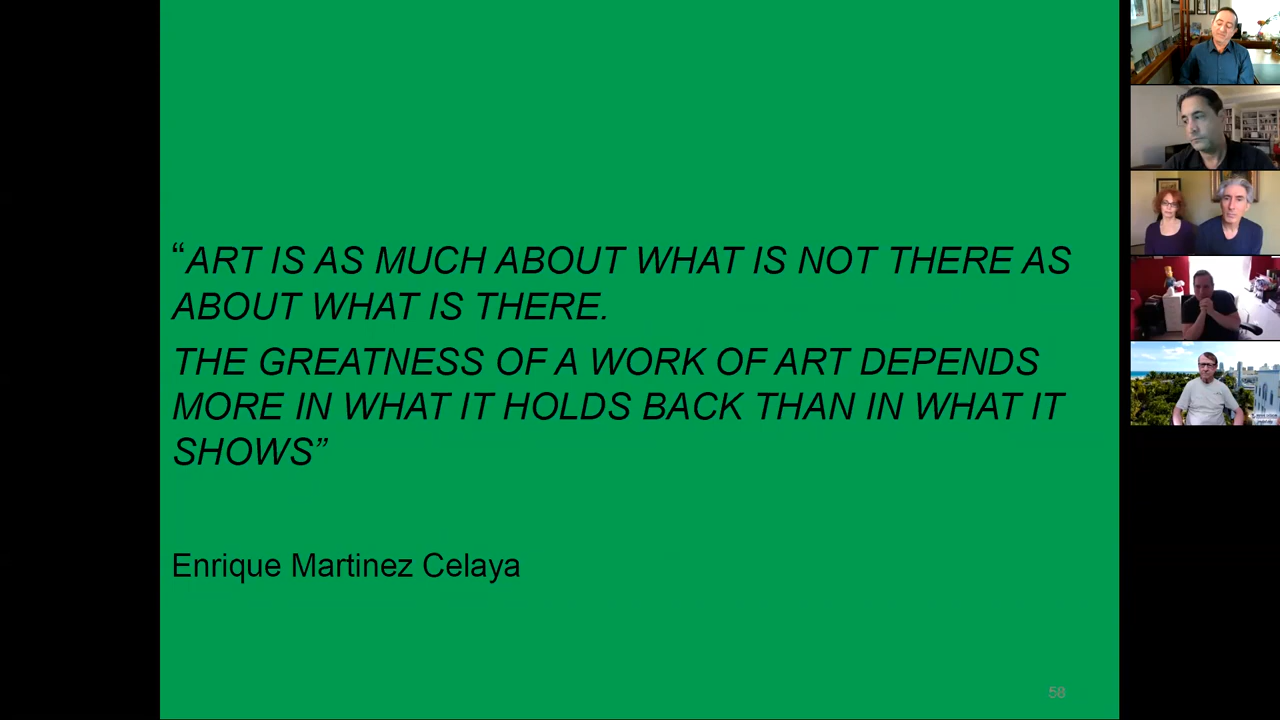 “ART IS AS MUCH ABOUT WHAT IS NOT THERE AS
ABOUT WHAT IS THERE.
THE GREATNESS OF A WORK OF ART DEPENDS
MORE IN WHAT IT HOLDS BACK THAN IN WHAT IT
SHOWS”
Enrique Martinez Celaya
58